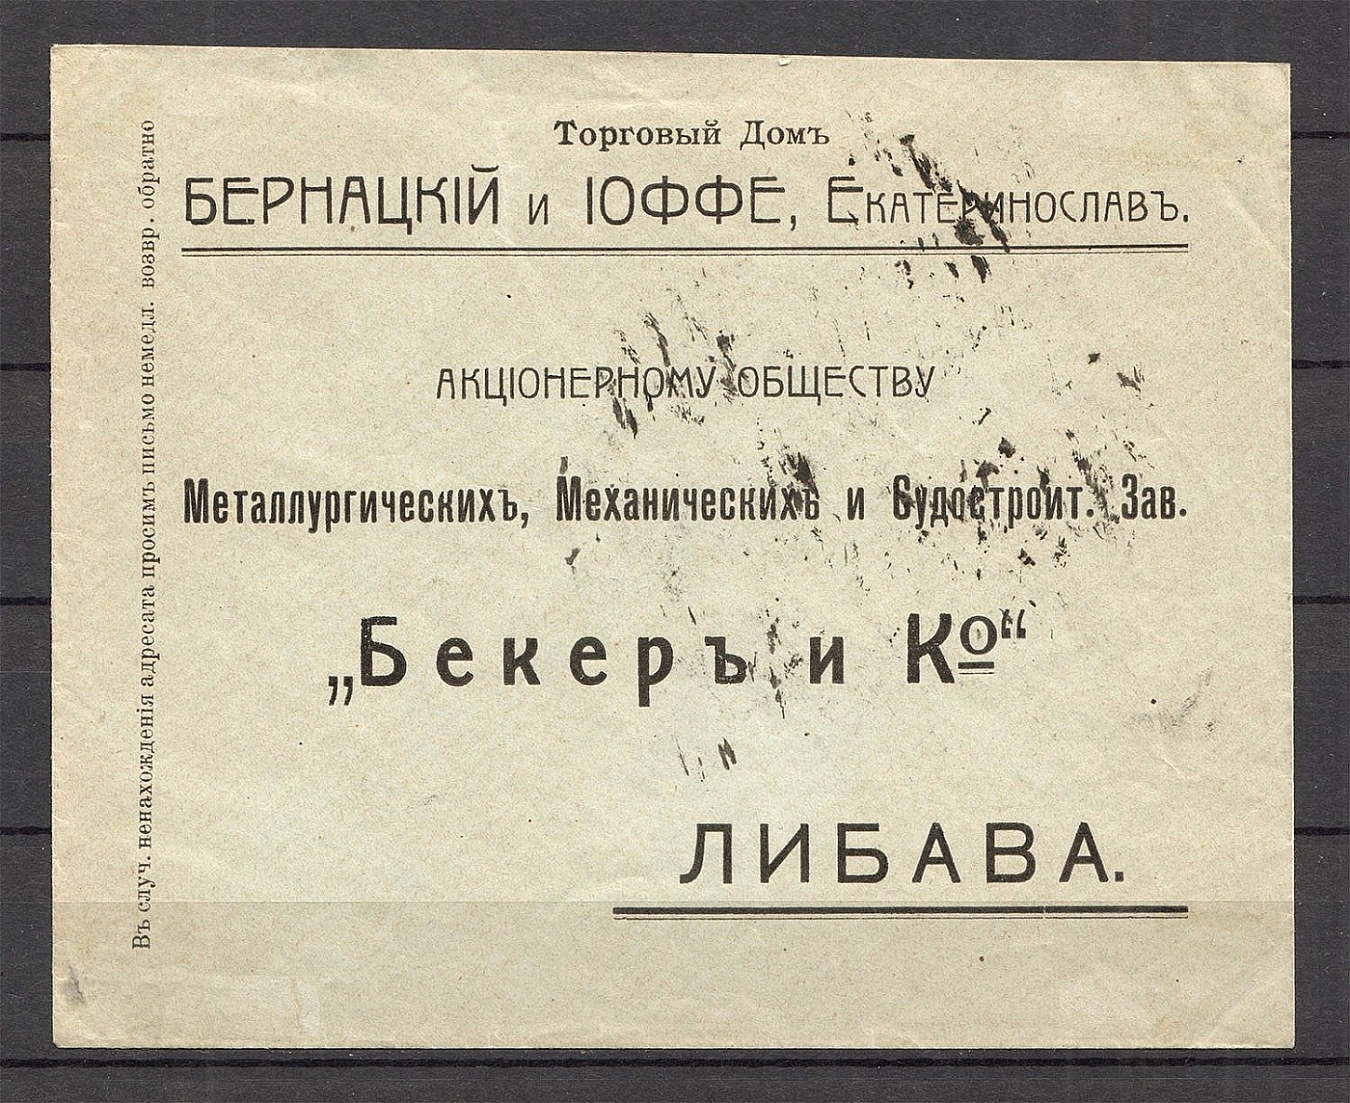 Торговый Домъ
БЕРНАЦКІЙ и ІОФФЕ, ЕКАТЕРИНОСЛАВЪ.
АКЦІОНЕРНОМУ ОБЩЕСТВУ
Металлургическихъ, Механическихъ и Судостроит. Зав.
„Бекеръ и Кº“
ЛИБАВА.
Въ случ. ненахожденія адресата просимъ письмо немедл. возвр. обратно